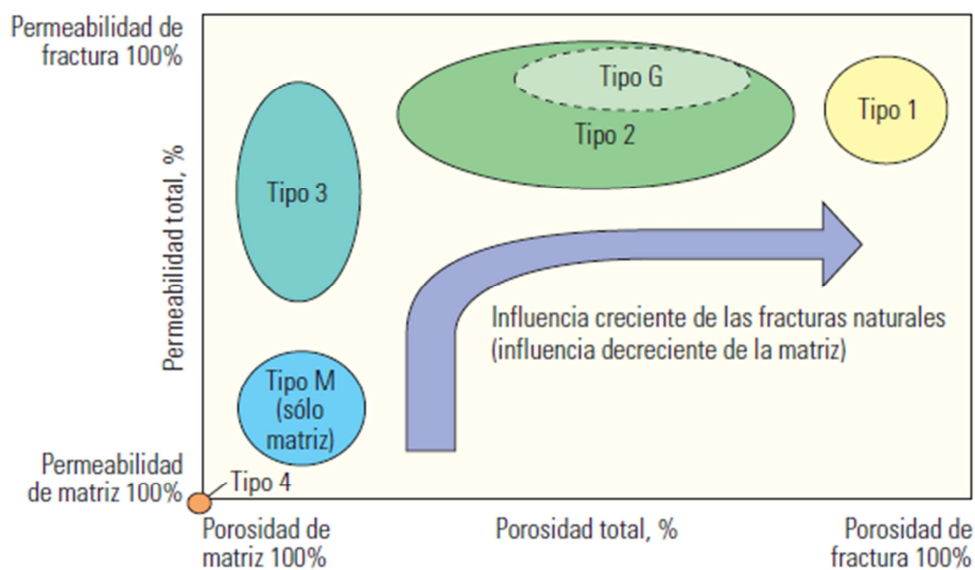 Permeabilidad de
fractura 100%
Tipo G
Tipo 2
Tipo 1
Tipo 3
Permeabilidad total, %
Influencia creciente de las fracturas naturales
(influencia decreciente de la matriz)
Tipo M
(sólo
matriz)
Permeabilidad
de matriz 100%
Tipo 4
Porosidad de
matriz 100%
Porosidad total, %
Porosidad de
fractura 100%